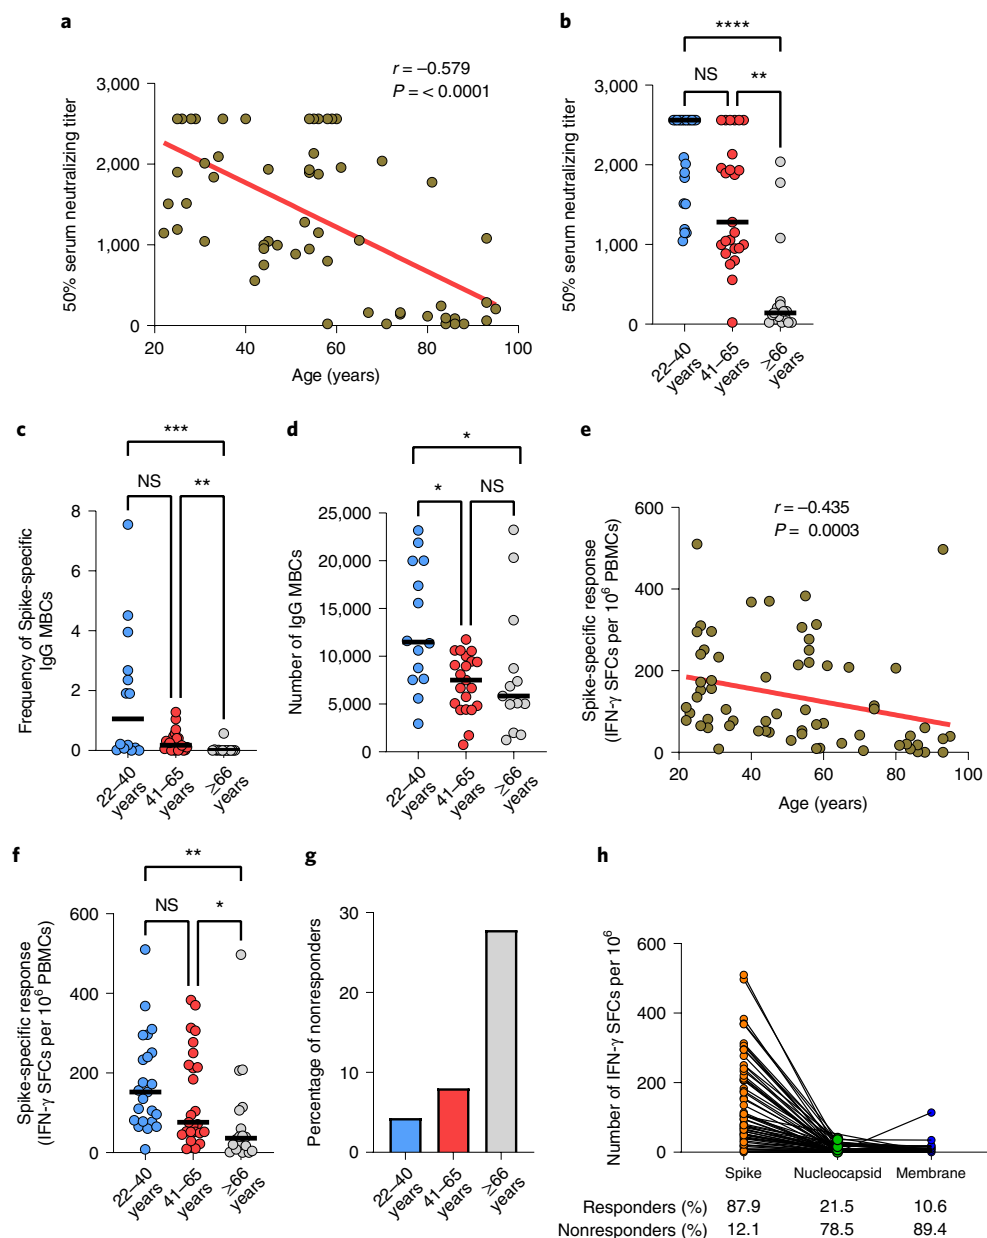 a
r = −0.579
P = < 0.0001
50% serum neutralizing titer
3,000
2,000
1,000
0
20
40
60
80
100
Age (years)
b
****
NS
**
50% serum neutralizing titer
3,000
2,000
1,000
0
22–40 years
41–65 years
≥66 years
c
***
NS
**
Frequency of Spike-specific
IgG MBCs
8
6
4
2
0
22–40 years
41–65 years
≥66 years
d
*
*
NS
Number of IgG MBCs
25,000
20,000
15,000
10,000
5,000
0
22–40 years
41–65 years
≥66 years
e
r = −0.435
P = 0.0003
Spike-specific response
(IFN-γ SFCs per 10⁶ PBMCs)
600
400
200
0
20
40
60
80
100
Age (years)
f
**
NS
*
Spike-specific response
(IFN-γ SFCs per 10⁶ PBMCs)
600
400
200
0
22–40 years
41–65 years
≥66 years
g
Percentage of nonresponders
30
20
10
0
22–40 years
41–65 years
≥66 years
h
Number of IFN-γ SFCs per 10⁶
600
400
200
0
Spike Nucleocapsid Membrane
Responders (%) 87.9 21.5 10.6
Nonresponders (%) 12.1 78.5 89.4